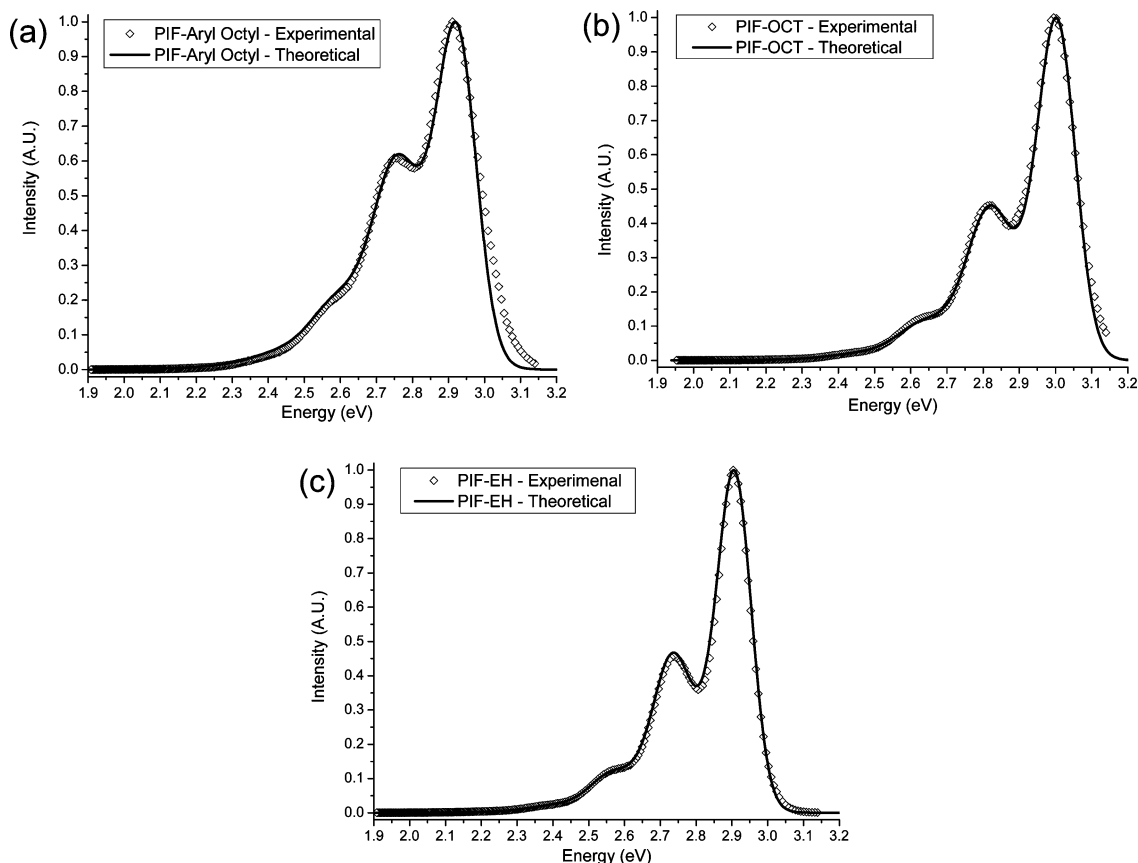 (a)
PIF-Aryl Octyl - Experimental
PIF-Aryl Octyl - Theoretical
1.0
0.9
0.8
0.7
0.6
0.5
0.4
0.3
0.2
0.1
0.0
Intensity (A.U.)
1.9 2.0 2.1 2.2 2.3 2.4 2.5 2.6 2.7 2.8 2.9 3.0 3.1 3.2
Energy (eV)
(b)
PIF-OCT - Experimental
PIF-OCT - Theoretical
1.0
0.9
0.8
0.7
0.6
0.5
0.4
0.3
0.2
0.1
0.0
Intensity (A.U.)
1.9 2.0 2.1 2.2 2.3 2.4 2.5 2.6 2.7 2.8 2.9 3.0 3.1 3.2
Energy (eV)
(c)
PIF-EH - Experimenal
PIF-EH - Theoretical
1.0
0.9
0.8
0.7
0.6
0.5
0.4
0.3
0.2
0.1
0.0
Intensity (A.U.)
1.9 2.0 2.1 2.2 2.3 2.4 2.5 2.6 2.7 2.8 2.9 3.0 3.1 3.2
Energy (eV)